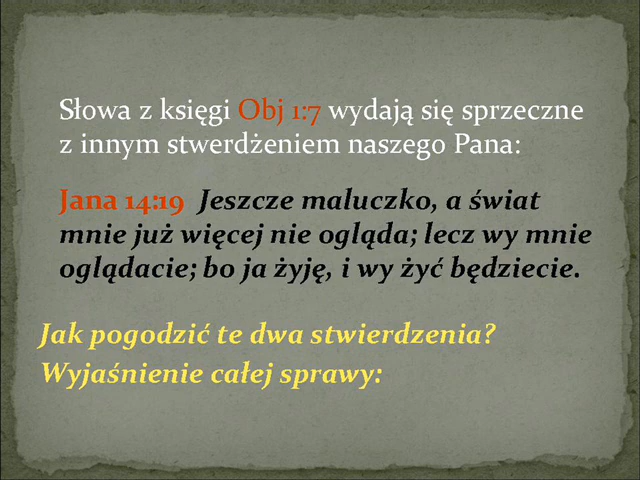 Słowa z księgi Obj 1:7 wydają się sprzeczne
z innym stwerdżeniem naszego Pana:
Jana 14:19 Jeszcze maluczko, a świat
mnie już więcej nie ogląda; lecz wy mnie
oglądacie; bo ja żyję, i wy żyć będziecie.
Jak pogodzić te dwa stwierdzenia?
Wyjaśnienie całej sprawy: